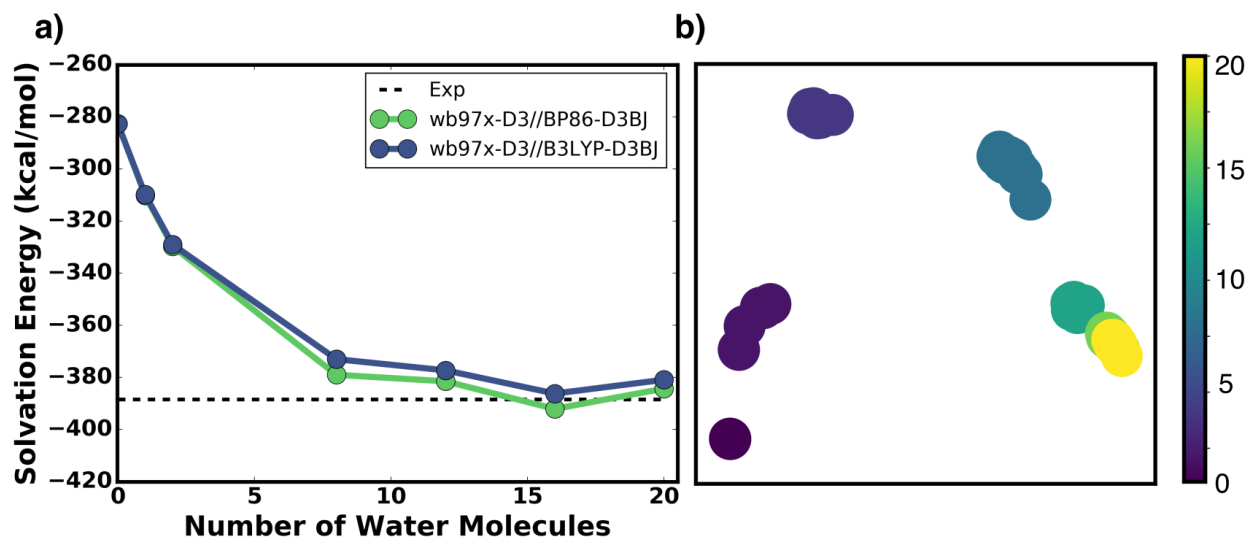 a)
Solvation Energy (kcal/mol)
−260
−280
−300
−320
−340
−360
−380
−400
−420
0
5
10
15
20
Number of Water Molecules
Exp
wb97x-D3//BP86-D3BJ
wb97x-D3//B3LYP-D3BJ
b)
20
15
10
5
0